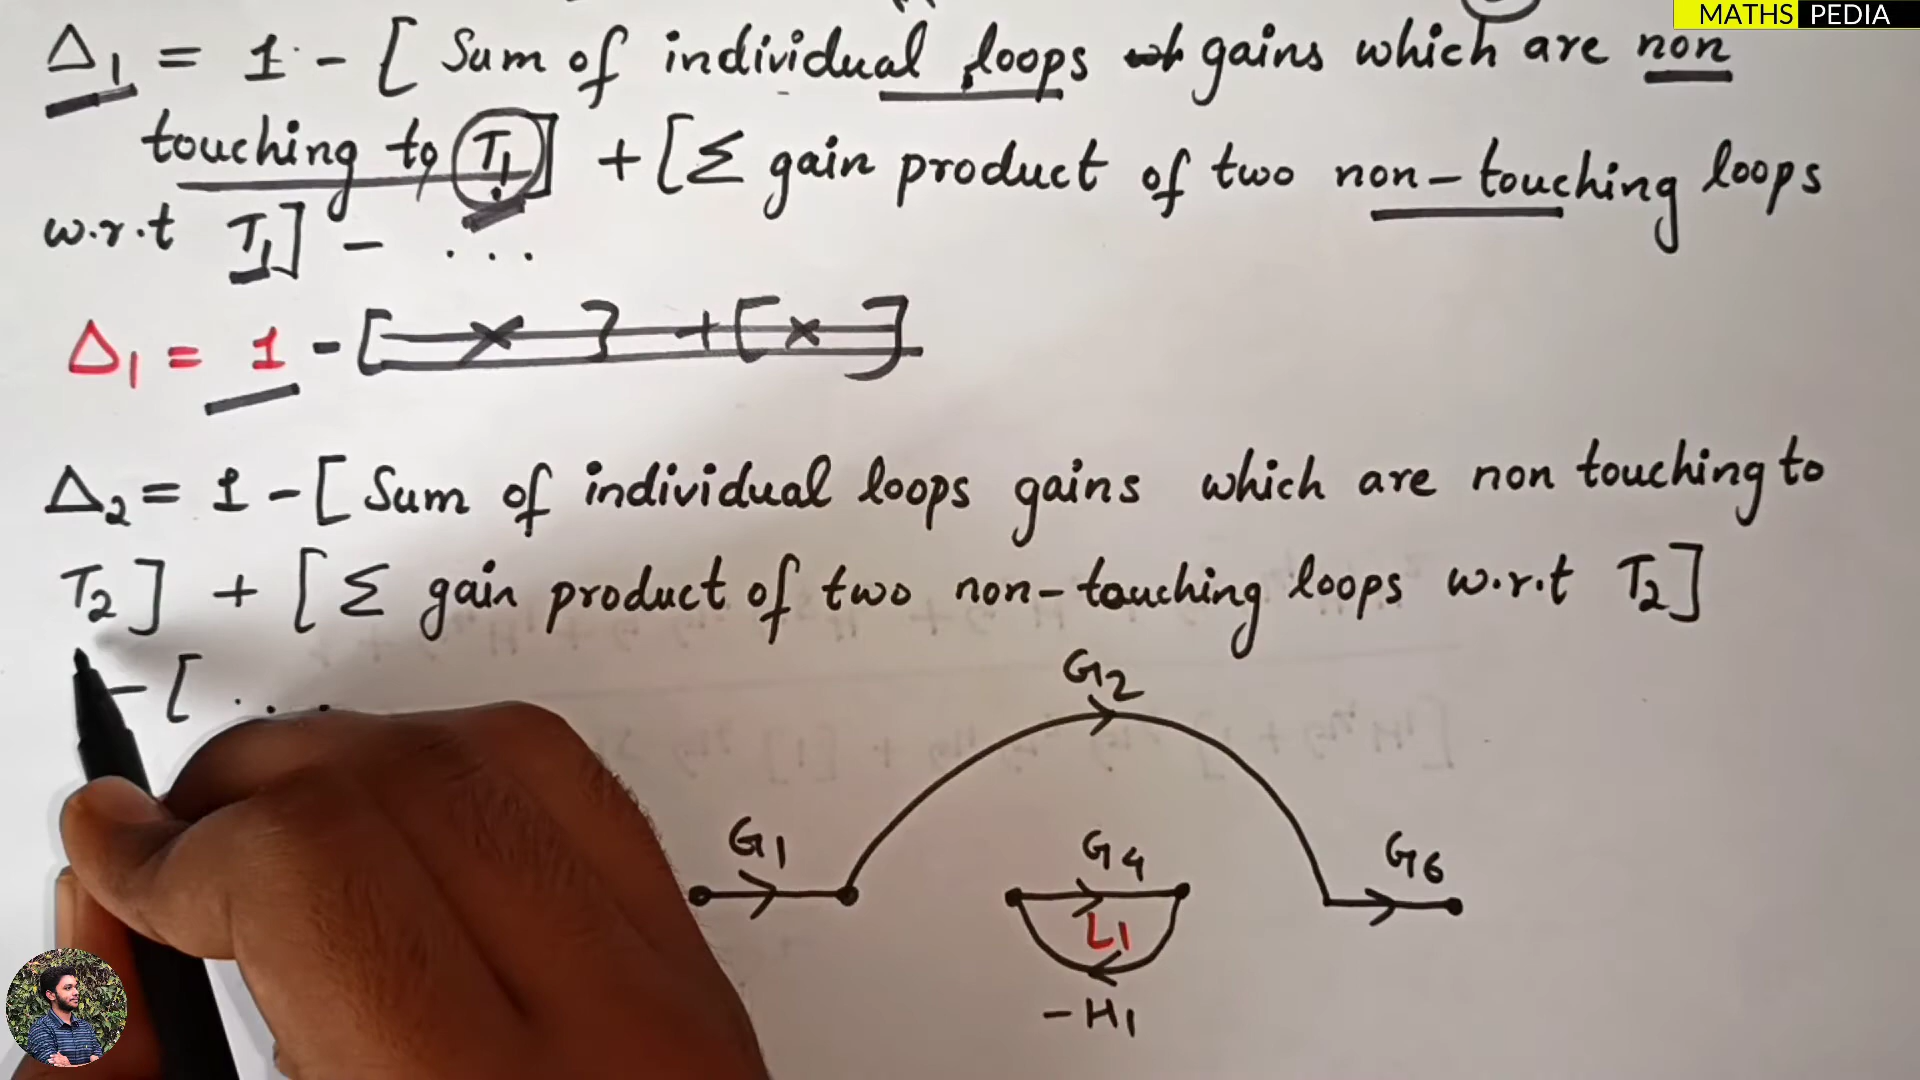 MATHS PEDIA
Δ1 = 1 - [ Sum of individual loops gains which are non
touching to T1] + [Σ gain product of two non-touching loops
w.r.t T1] - ...
Δ1 = 1 - [ × ] + [ × ]
Δ2 = 1 - [ Sum of individual loops gains which are non touching to
T2 ] + [ Σ gain product of two non-touching loops w.r.t T2 ]
- [ ...
G2
G1
G4
G6
L1
-H1